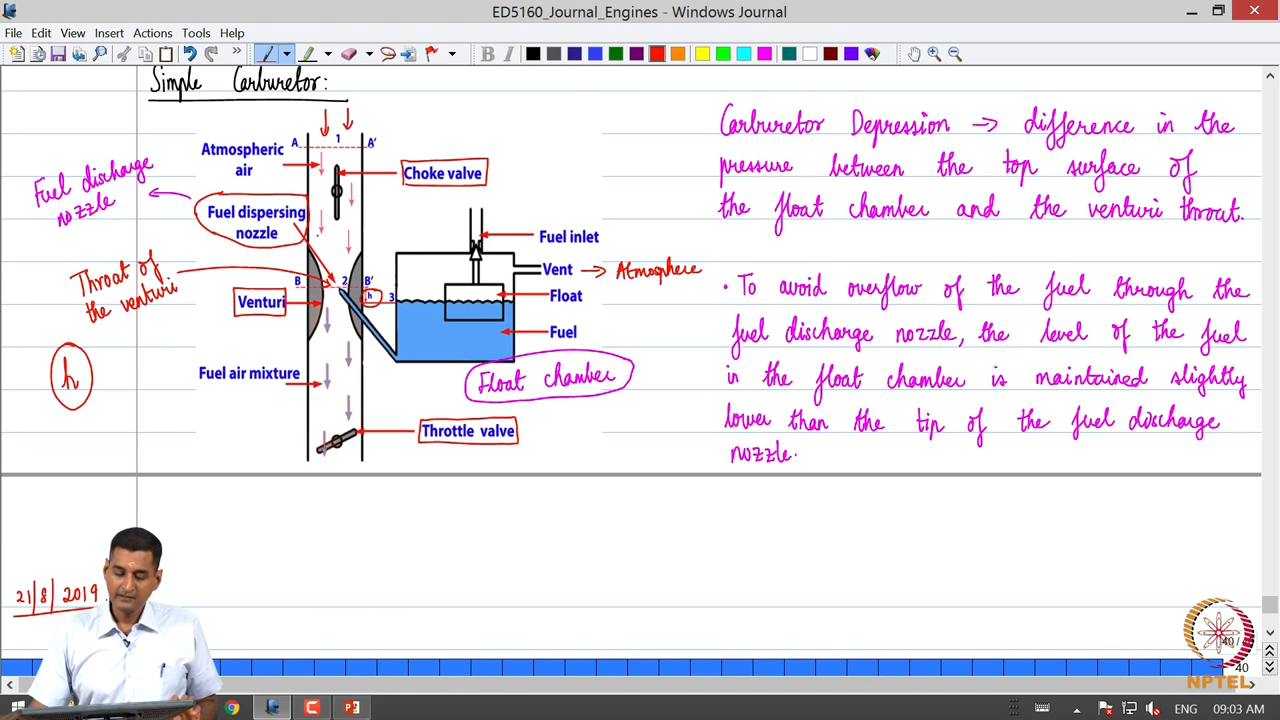 ED5160_Journal_Engines - Windows Journal
File Edit View Insert Actions Tools Help
B I
Simple Carburetor:
A 1 A'
Atmospheric
air
Choke valve
Fuel discharge
nozzle
Fuel dispersing
nozzle
Fuel inlet
Vent → Atmosphere
Throat of
the venturi
B 2 B'
h 3
Venturi
Float
Fuel
h
Fuel air mixture
Float chamber
Throttle valve
Carburetor Depression → difference in the
pressure between the top surface of
the float chamber and the venturi throat.
• To avoid overflow of the fuel through the
fuel discharge nozzle, the level of the fuel
in the float chamber is maintained slightly
lower than the tip of the fuel discharge
nozzle.
21/8/2019
NPTEL
40
ENG 09:03 AM